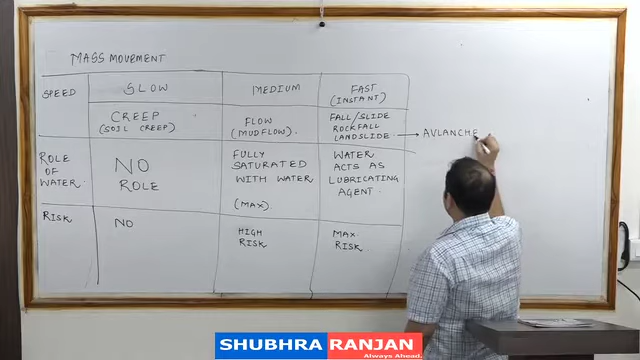 MASS MOVEMENT
SPEED
SLOW
MEDIUM
FAST
(INSTANT)
CREEP
(SOIL CREEP)
FLOW
(MUDFLOW).
FALL/SLIDE
ROCKFALL
LANDSLIDE
AVLANCHE
ROLE
OF
WATER.
NO
ROLE
FULLY
SATURATED
WITH WATER
(MAX.)
WATER
ACTS AS
LUBRICATING
AGENT.
RISK
NO
HIGH
RISK
MAX.
RISK.
SHUBHRA RANJAN
Always Ahead.